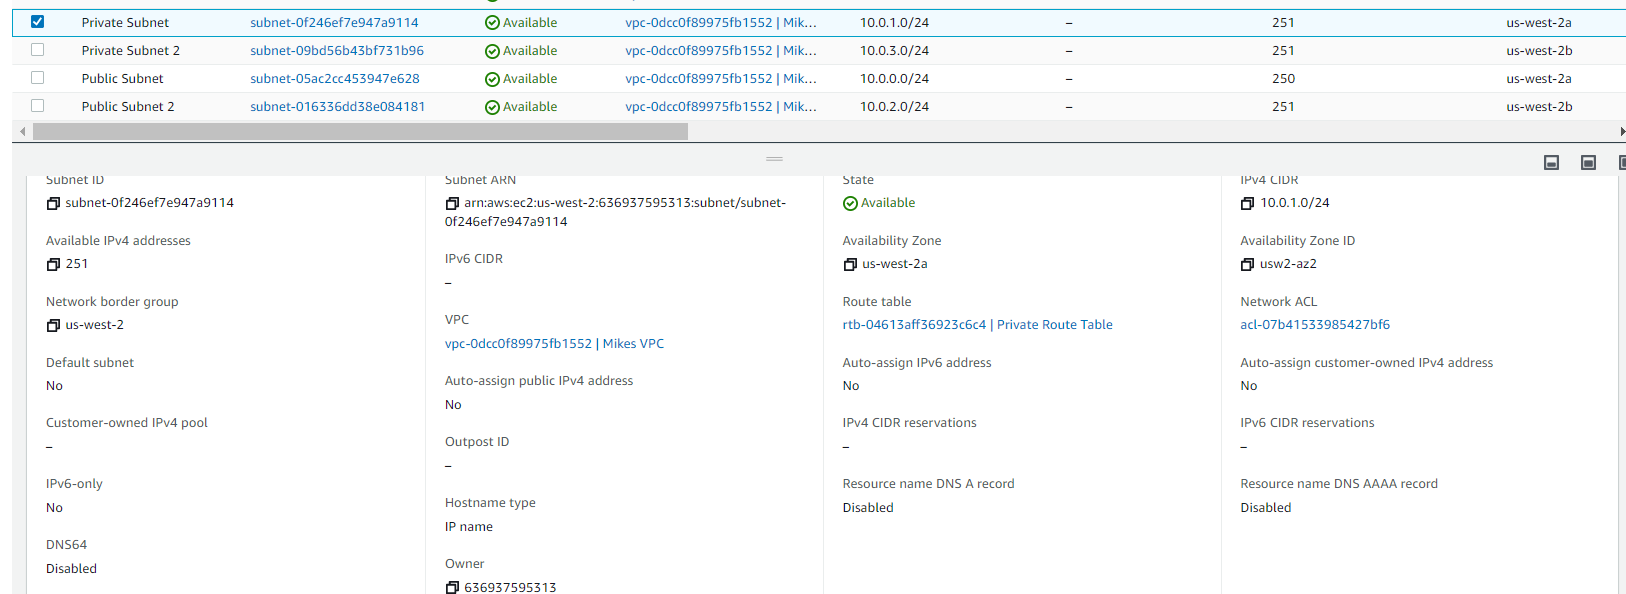 Private Subnet subnet-0f246ef7e947a9114 Available vpc-0dcc0f89975fb1552 | Mik... 10.0.1.0/24 – 251 us-west-2a
Private Subnet 2 subnet-09bd56b43bf731b96 Available vpc-0dcc0f89975fb1552 | Mik... 10.0.3.0/24 – 251 us-west-2b
Public Subnet subnet-05ac2cc453947e628 Available vpc-0dcc0f89975fb1552 | Mik... 10.0.0.0/24 – 250 us-west-2a
Public Subnet 2 subnet-016336dd38e084181 Available vpc-0dcc0f89975fb1552 | Mik... 10.0.2.0/24 – 251 us-west-2b
Subnet ID
subnet-0f246ef7e947a9114
Available IPv4 addresses
251
Network border group
us-west-2
Default subnet
No
Customer-owned IPv4 pool
–
IPv6-only
No
DNS64
Disabled
Subnet ARN
arn:aws:ec2:us-west-2:636937595313:subnet/subnet-
0f246ef7e947a9114
IPv6 CIDR
–
VPC
vpc-0dcc0f89975fb1552 | Mikes VPC
Auto-assign public IPv4 address
No
Outpost ID
–
Hostname type
IP name
Owner
636937595313
State
Available
Availability Zone
us-west-2a
Route table
rtb-04613aff36923c6c4 | Private Route Table
Auto-assign IPv6 address
No
IPv4 CIDR reservations
–
Resource name DNS A record
Disabled
IPv4 CIDR
10.0.1.0/24
Availability Zone ID
usw2-az2
Network ACL
acl-07b41533985427bf6
Auto-assign customer-owned IPv4 address
No
IPv6 CIDR reservations
–
Resource name DNS AAAA record
Disabled